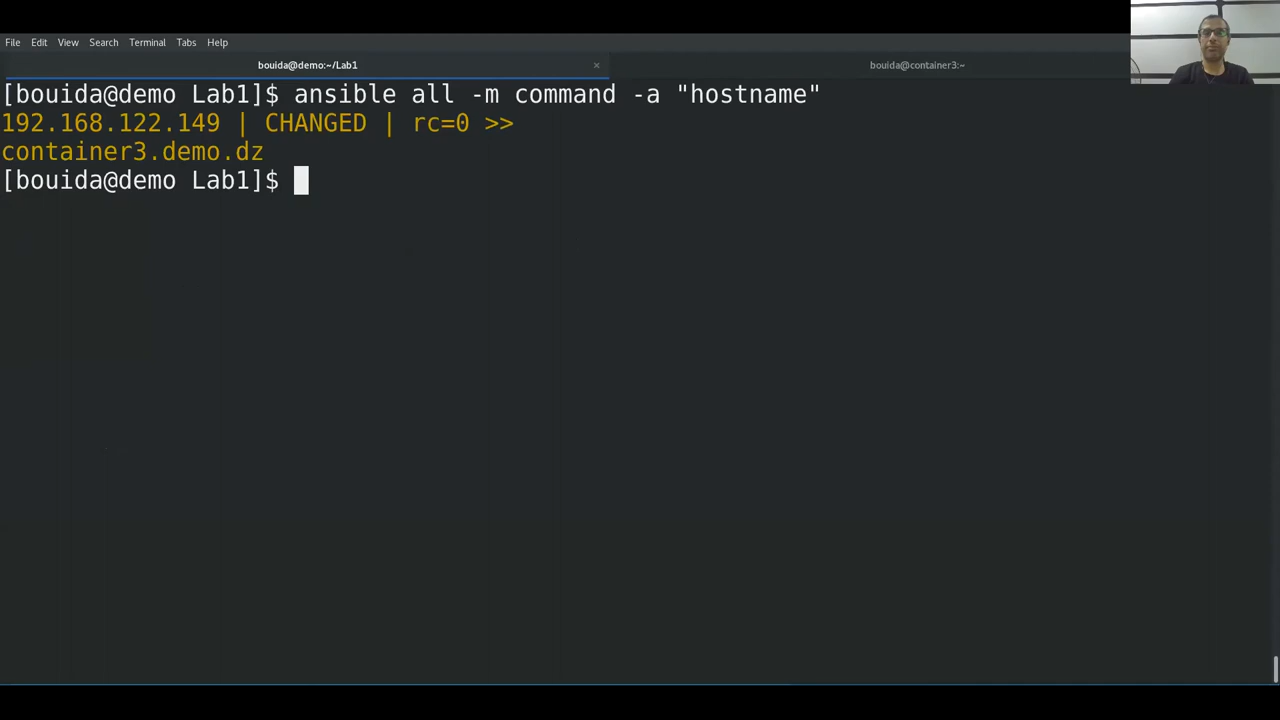 File Edit View Search Terminal Tabs Help
bouida@demo:~/Lab1 × bouida@container3:~
[bouida@demo Lab1]$ ansible all -m command -a "hostname"
192.168.122.149 | CHANGED | rc=0 >>
container3.demo.dz
[bouida@demo Lab1]$